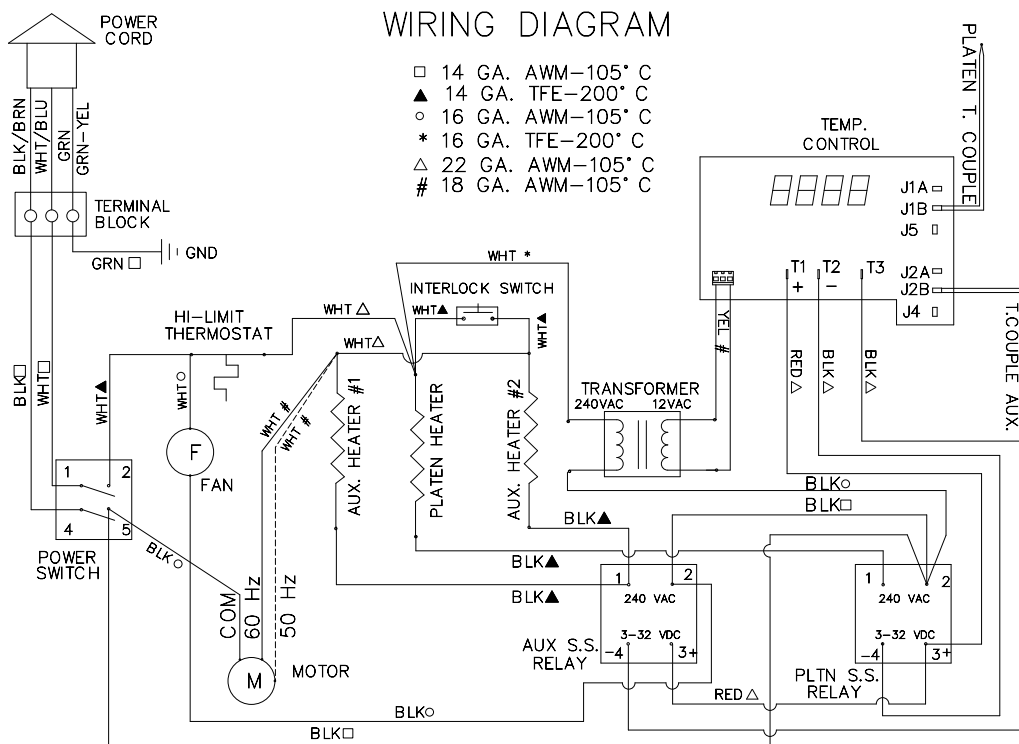 WIRING DIAGRAM
□ 14 GA. AWM-105° C
▲ 14 GA. TFE-200° C
○ 16 GA. AWM-105° C
* 16 GA. TFE-200° C
△ 22 GA. AWM-105° C
# 18 GA. AWM-105° C
POWER
CORD
BLK/BRN
WHT/BLU
GRN
GRN-YEL
TERMINAL
BLOCK
GRN □
GND
PLATEN T. COUPLE
TEMP.
CONTROL
8888
J1A
J1B
J5
J2A
J2B
J4
T1
+
T2
-
T3
YEL #
RED △
BLK △
BLK △
T.COUPLE AUX.
WHT *
INTERLOCK SWITCH
WHT ▲
WHT ▲
WHT △
WHT △
HI-LIMIT
THERMOSTAT
BLK □
WHT □
WHT ▲
WHT ○
F
FAN
WHT #
WHT #
AUX. HEATER #1
PLATEN HEATER
AUX. HEATER #2
TRANSFORMER
240VAC
12VAC
1
2
4
5
POWER
SWITCH
BLK ○
COM
60 Hz
50 Hz
M
MOTOR
BLK ○
BLK □
BLK ▲
BLK ▲
BLK ▲
1
2
240 VAC
3-32 VDC
-4
3+
AUX S.S.
RELAY
1
2
240 VAC
3-32 VDC
-4
3+
PLTN S.S.
RELAY
RED △
BLK ○
BLK □